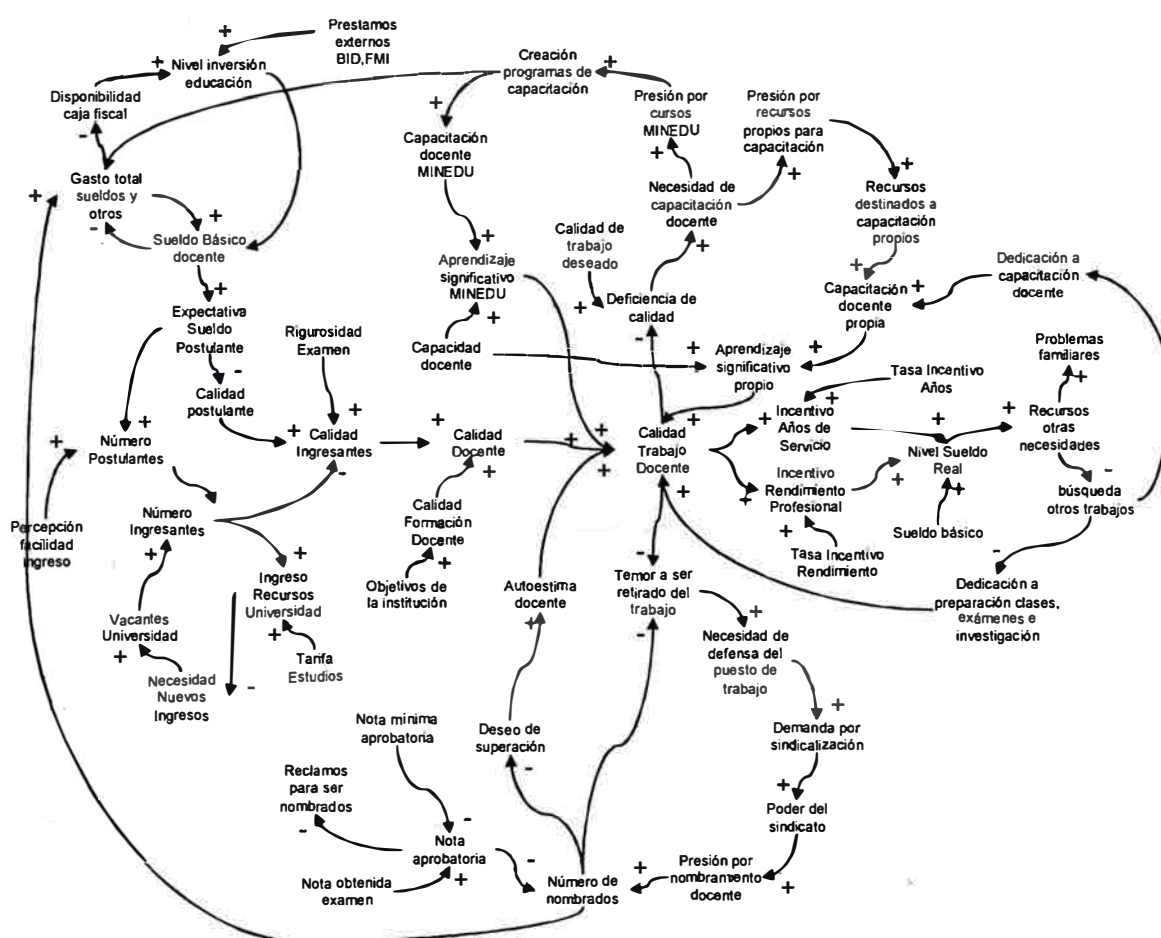 Prestamos
externos
BID,FMI
Nivel inversión
educación
Disponibilidad
caja fiscal
Creación
programas de
capacitación
Presión por
cursos
MINEDU
Presión por
recursos
propios para
capacitación
Capacitación
docente
MINEDU
Gasto total
sueldos y
otros
Necesidad de
capacitación
docente
Recursos
destinados a
capacitación
propios
Sueldo Básico
docente
Calidad de
trabajo
deseado
Aprendizaje
significativo
MINEDU
Dedicación a
capacitación
docente
Capacitación
docente
propia
Deficiencia de
calidad
Expectativa
Sueldo
Postulante
Rigurosidad
Examen
Capacidad
docente
Aprendizaje
significativo
propio
Problemas
familiares
Tasa Incentivo
Años
Calidad
postulante
Número
Postulantes
Calidad
Ingresantes
Calidad
Docente
Calidad
Trabajo
Docente
Incentivo
Años de
Servicio
Recursos
otras
necesidades
Nivel Sueldo
Real
Incentivo
Rendimiento
Profesional
búsqueda
otros trabajos
Número
Ingresantes
Calidad
Formación
Docente
Percepción
facilidad
ingreso
Sueldo básico
Tasa Incentivo
Rendimiento
Ingreso
Recursos
Universidad
Objetivos de
la institución
Autoestima
docente
Temor a ser
retirado del
trabajo
Dedicación a
preparación clases,
exámenes e
investigación
Vacantes
Universidad
Tarifa
Estudios
Necesidad de
defensa del
puesto de
trabajo
Necesidad
Nuevos
Ingresos
Nota mínima
aprobatoria
Deseo de
superación
Demanda por
sindicalización
Reclamos
para ser
nombrados
Poder del
sindicato
Nota
aprobatoria
Nota obtenida
examen
Número de
nombrados
Presión por
nombramvento
docente